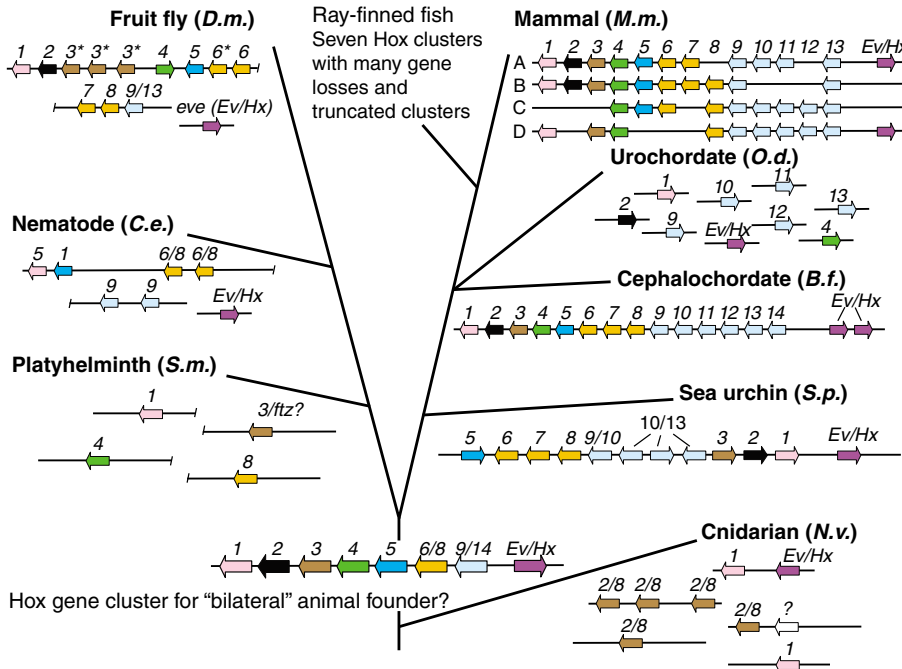 Fruit fly (D.m.)
1 2 3* 3* 3* 4 5 6* 6
7 8 9/13
eve (Ev/Hx)
Ray-finned fish
Seven Hox clusters
with many gene
losses and
truncated clusters
Mammal (M.m.)
1 2 3 4 5 6 7 8 9 10 11 12 13 Ev/Hx
A
B
C
D
Urochordate (O.d.)
1
10
11
2
9
Ev/Hx
12
13
4
Nematode (C.e.)
5 1 6/8 6/8
9 9
Ev/Hx
Cephalochordate (B.f.)
1 2 3 4 5 6 7 8 9 10 11 12 13 14
Ev/Hx
Platyhelminth (S.m.)
1
3/ftz?
4
8
Sea urchin (S.p.)
5 6 7 8 9/10 10/13 3 2 1 Ev/Hx
1 2 3 4 5 6/8 9/14 Ev/Hx
Hox gene cluster for “bilateral” animal founder?
Cnidarian (N.v.)
1 Ev/Hx
2/8 2/8 2/8
2/8 ?
2/8
1